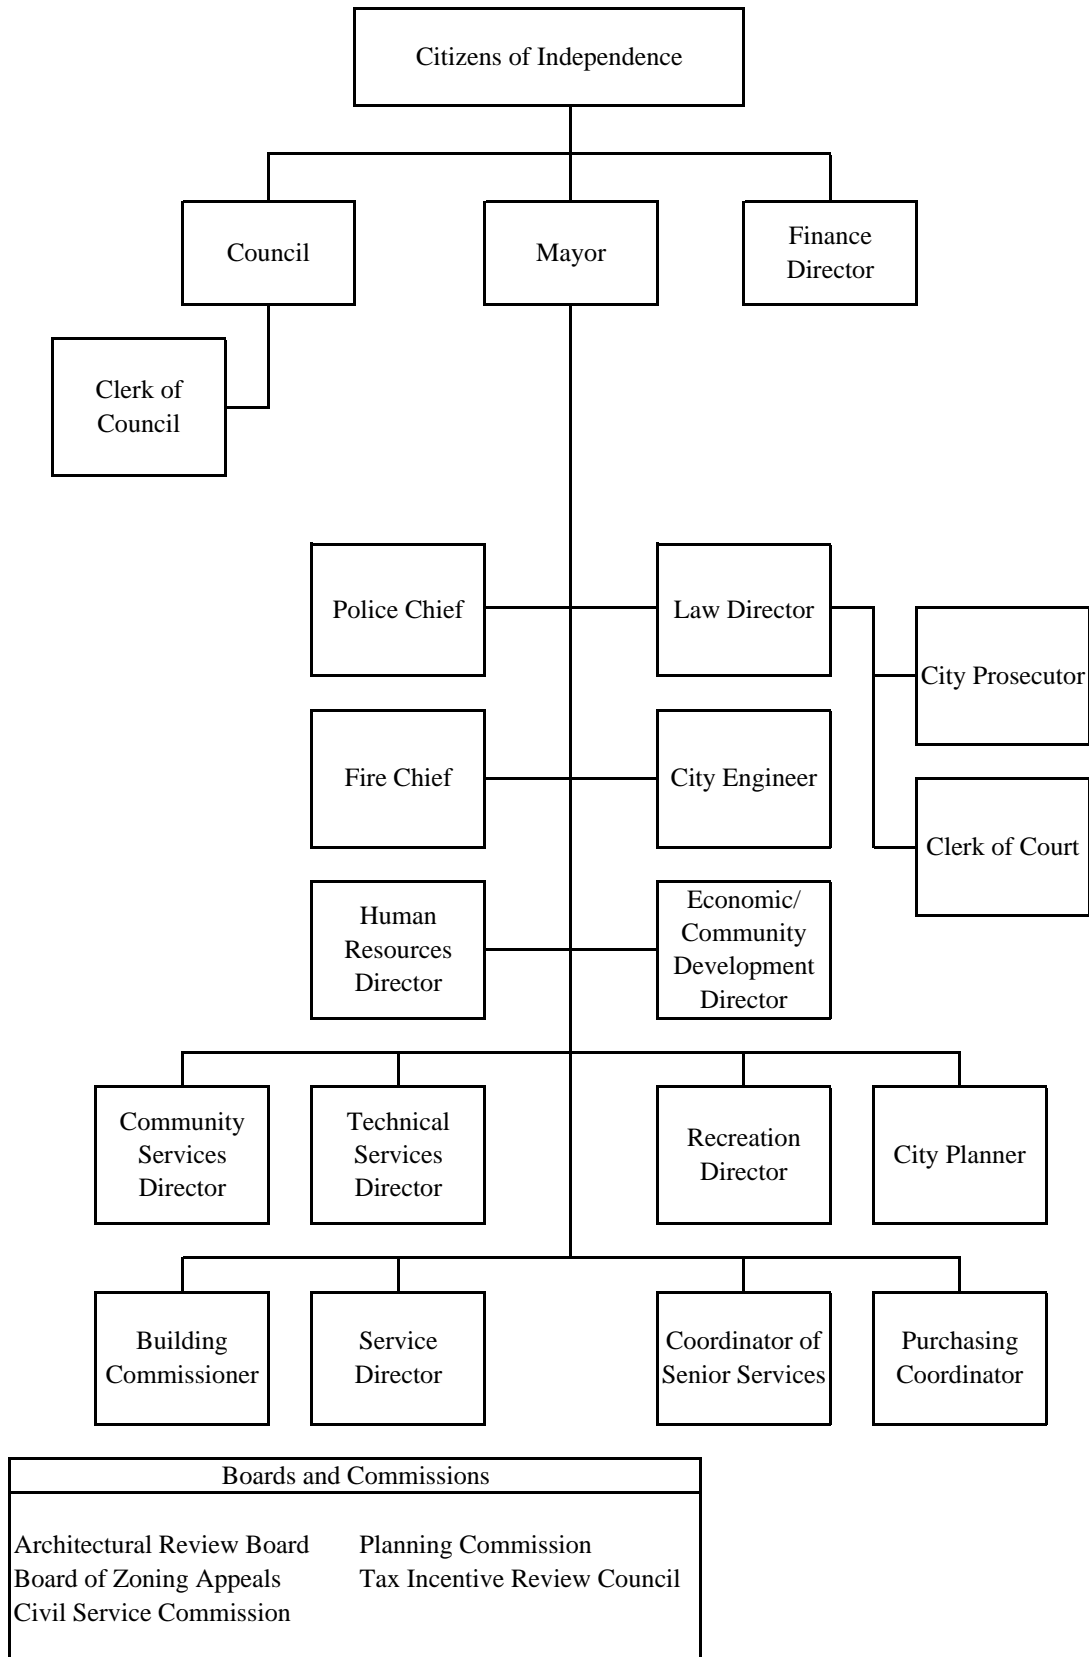 Citizens of Independence
Council
Mayor
Finance
Director
Clerk of
Council
Police Chief
Law Director
City Prosecutor
Fire Chief
City Engineer
Clerk of Court
Human
Resources
Director
Economic/
Community
Development
Director
Community
Services
Director
Technical
Services
Director
Recreation
Director
City Planner
Building
Commissioner
Service
Director
Coordinator of
Senior Services
Purchasing
Coordinator
Boards and Commissions
Architectural Review Board
Planning Commission
Board of Zoning Appeals
Tax Incentive Review Council
Civil Service Commission